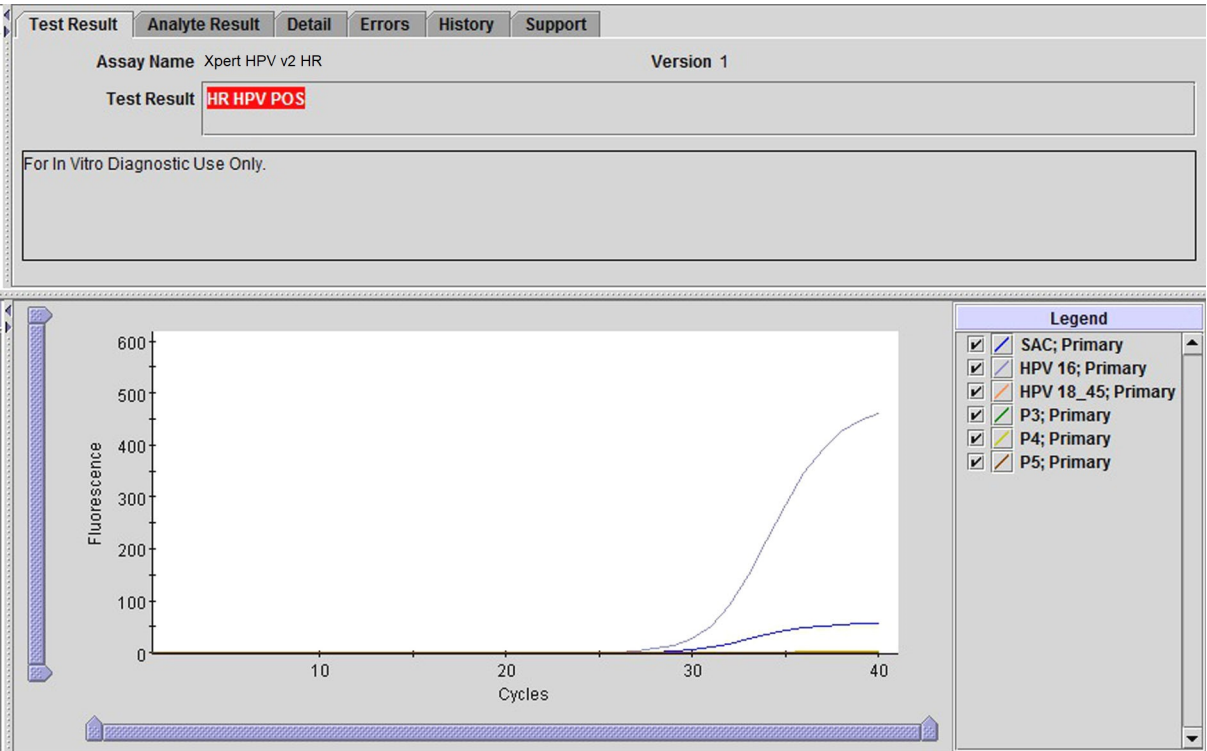 Test Result Analyte Result Detail Errors History Support
Assay Name Xpert HPV v2 HR Version 1
Test Result HR HPV POS
For In Vitro Diagnostic Use Only.
600
500
400
300
200
100
0
Fluorescence
10 20 30 40
Cycles
Legend
SAC; Primary
HPV 16; Primary
HPV 18_45; Primary
P3; Primary
P4; Primary
P5; Primary